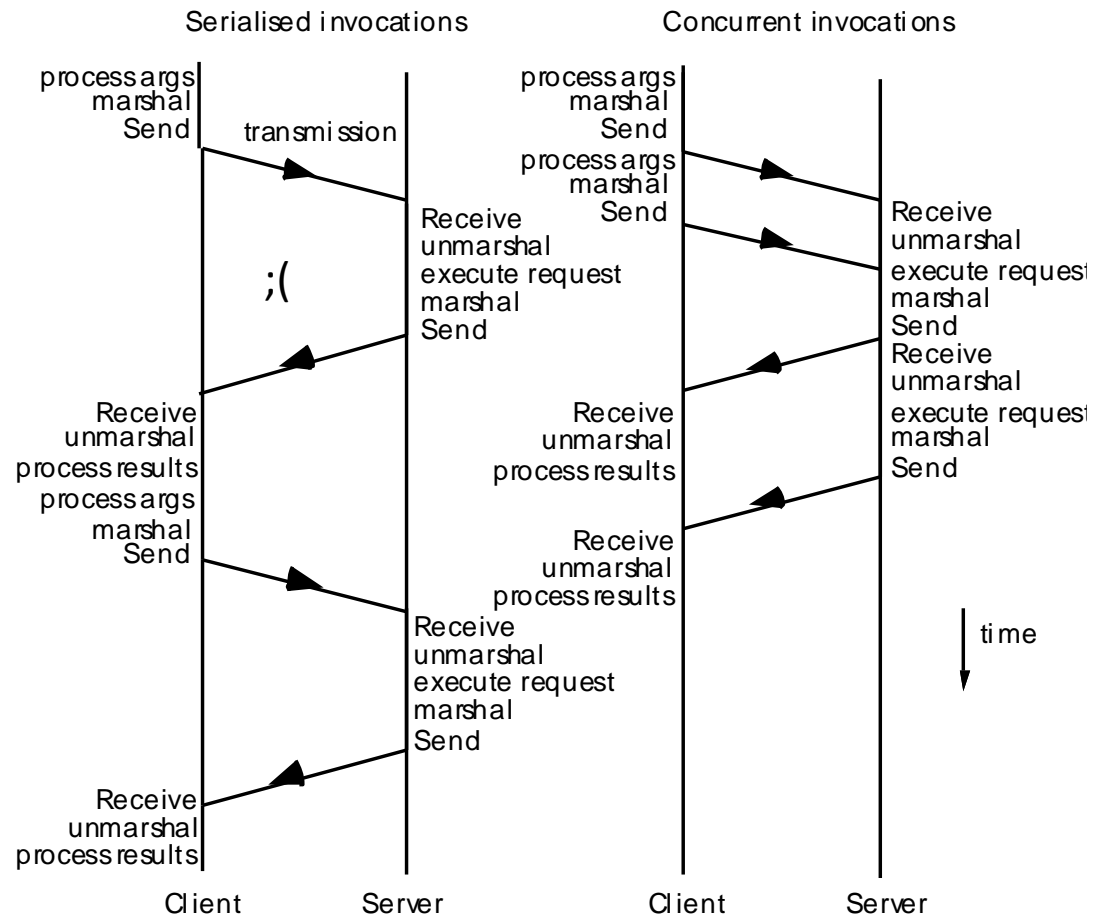 Serialised invocations
process args
marshal
Send
transmission
Receive
unmarshal
execute request
marshal
Send
;(
Receive
unmarshal
process results
process args
marshal
Send
Receive
unmarshal
execute request
marshal
Send
Receive
unmarshal
process results
Client
Server
Concurrent invocations
process args
marshal
Send
process args
marshal
Send
Receive
unmarshal
execute request
marshal
Send
Receive
unmarshal
execute request
marshal
Send
Receive
unmarshal
process results
Receive
unmarshal
process results
time
Client
Server